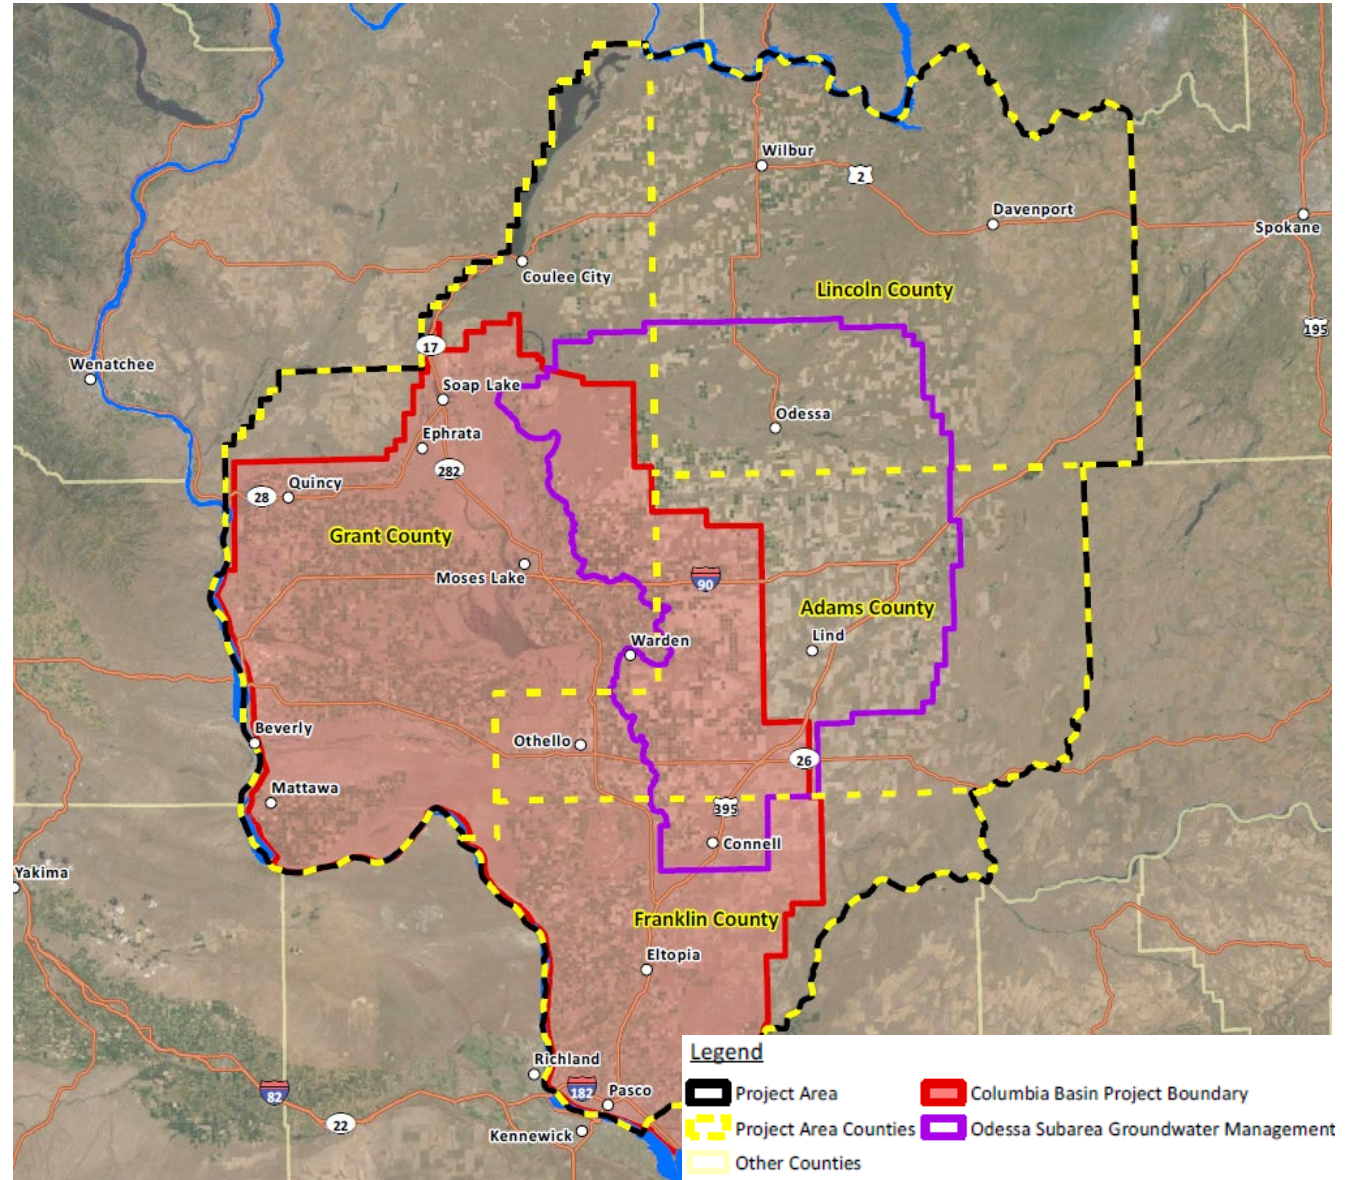 Wilbur
2
Davenport
Spokane
Coulee City
Lincoln County
195
17
Wenatchee
Soap Lake
Odessa
Ephrata
282
Quincy
28
Grant County
Moses Lake
90
Adams County
Lind
Warden
Beverly
Othello
26
Mattawa
395
Connell
Yakima
Franklin County
Eltopia
Richland
82
182
Pasco
22
Kennewick
Legend
Project Area
Columbia Basin Project Boundary
Project Area Counties
Odessa Subarea Groundwater Management
Other Counties